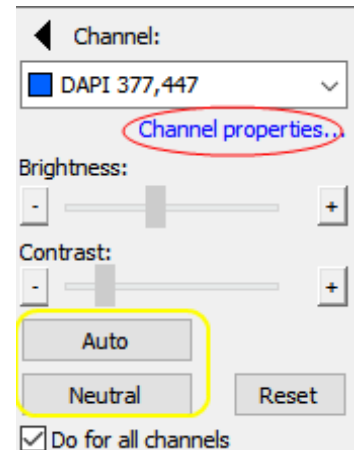 Channel:
DAPI 377,447
Channel properties...
Brightness:
- +
Contrast:
- +
Auto
Neutral Reset
Do for all channels